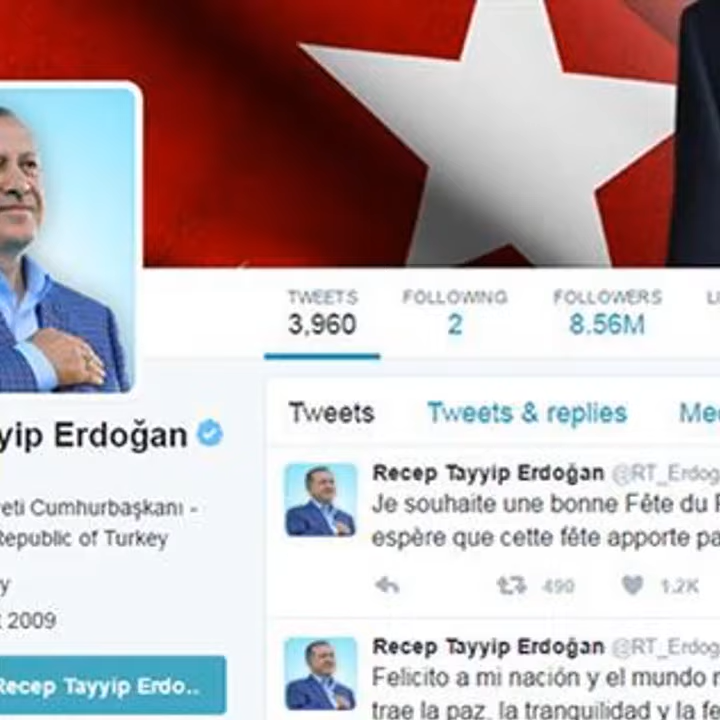 TWEETS FOLLOWING FOLLOWERS
3,960 2 8.56M
Tweets Tweets & replies
yip Erdoğan
eti Cumhurbaşkanı -
Republic of Turkey
y
2009
Recep Tayyip Erdo..
Recep Tayyip Erdoğan @RT_Erdog
Je souhaite une bonne Fête du
espère que cette fête apporte pa
490 1.2K
Recep Tayyip Erdoğan @RT_Erdog
Felicito a mi nación y el mundo
trae la paz, la tranquilidad y la fe